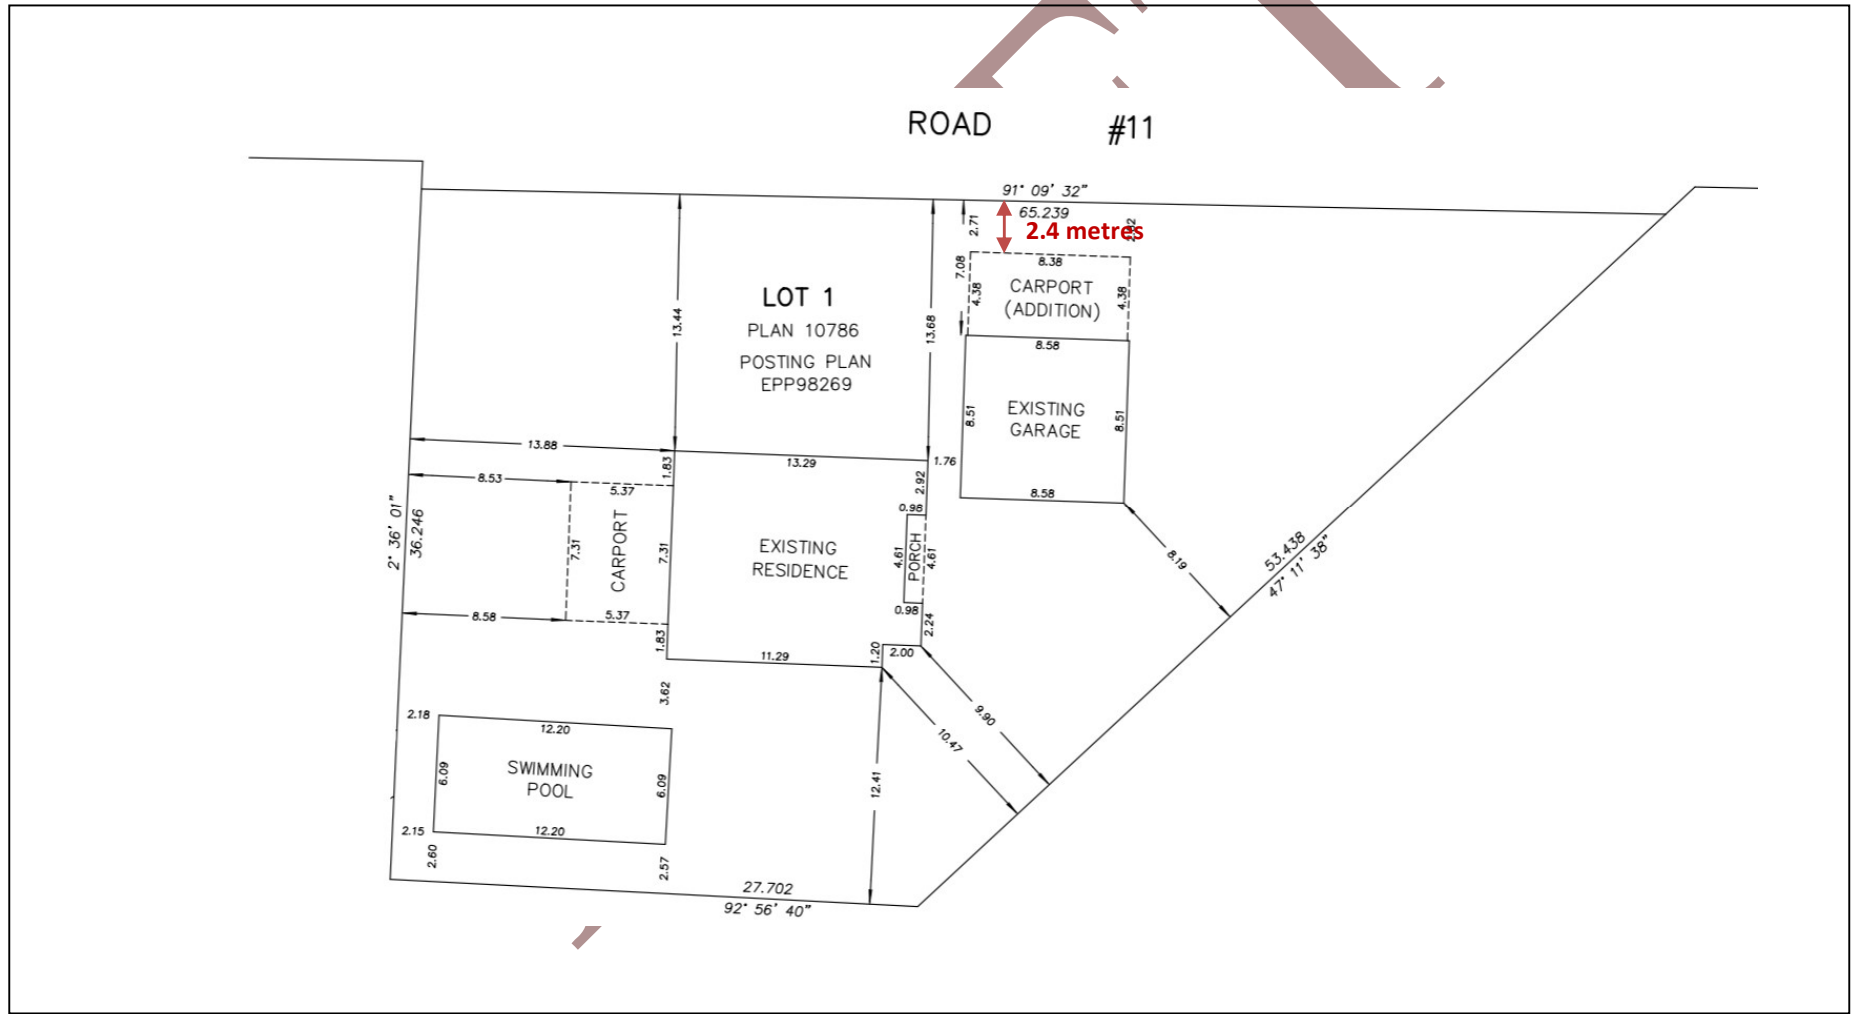 ROAD #11
91° 09' 32"
65.239
2.71
2.4 metres
7.08
8.38
CARPORT
(ADDITION)
4.38
4.38
8.58
LOT 1
PLAN 10786
POSTING PLAN
EPP98269
13.44
13.68
EXISTING
GARAGE
8.51
8.51
8.58
13.88
1.83
13.29
1.76
8.53
5.37
2.92
0.98
2° 36' 01"
36.246
7.31
CARPORT
7.31
EXISTING
RESIDENCE
4.61
PORCH
4.61
8.19
53.438
47° 11' 38"
8.58
5.37
0.98
2.24
1.83
11.29
1.20
2.00
3.62
9.90
10.47
2.18
12.20
6.09
SWIMMING
POOL
6.09
12.41
2.15
12.20
2.60
2.57
27.702
92° 56' 40"